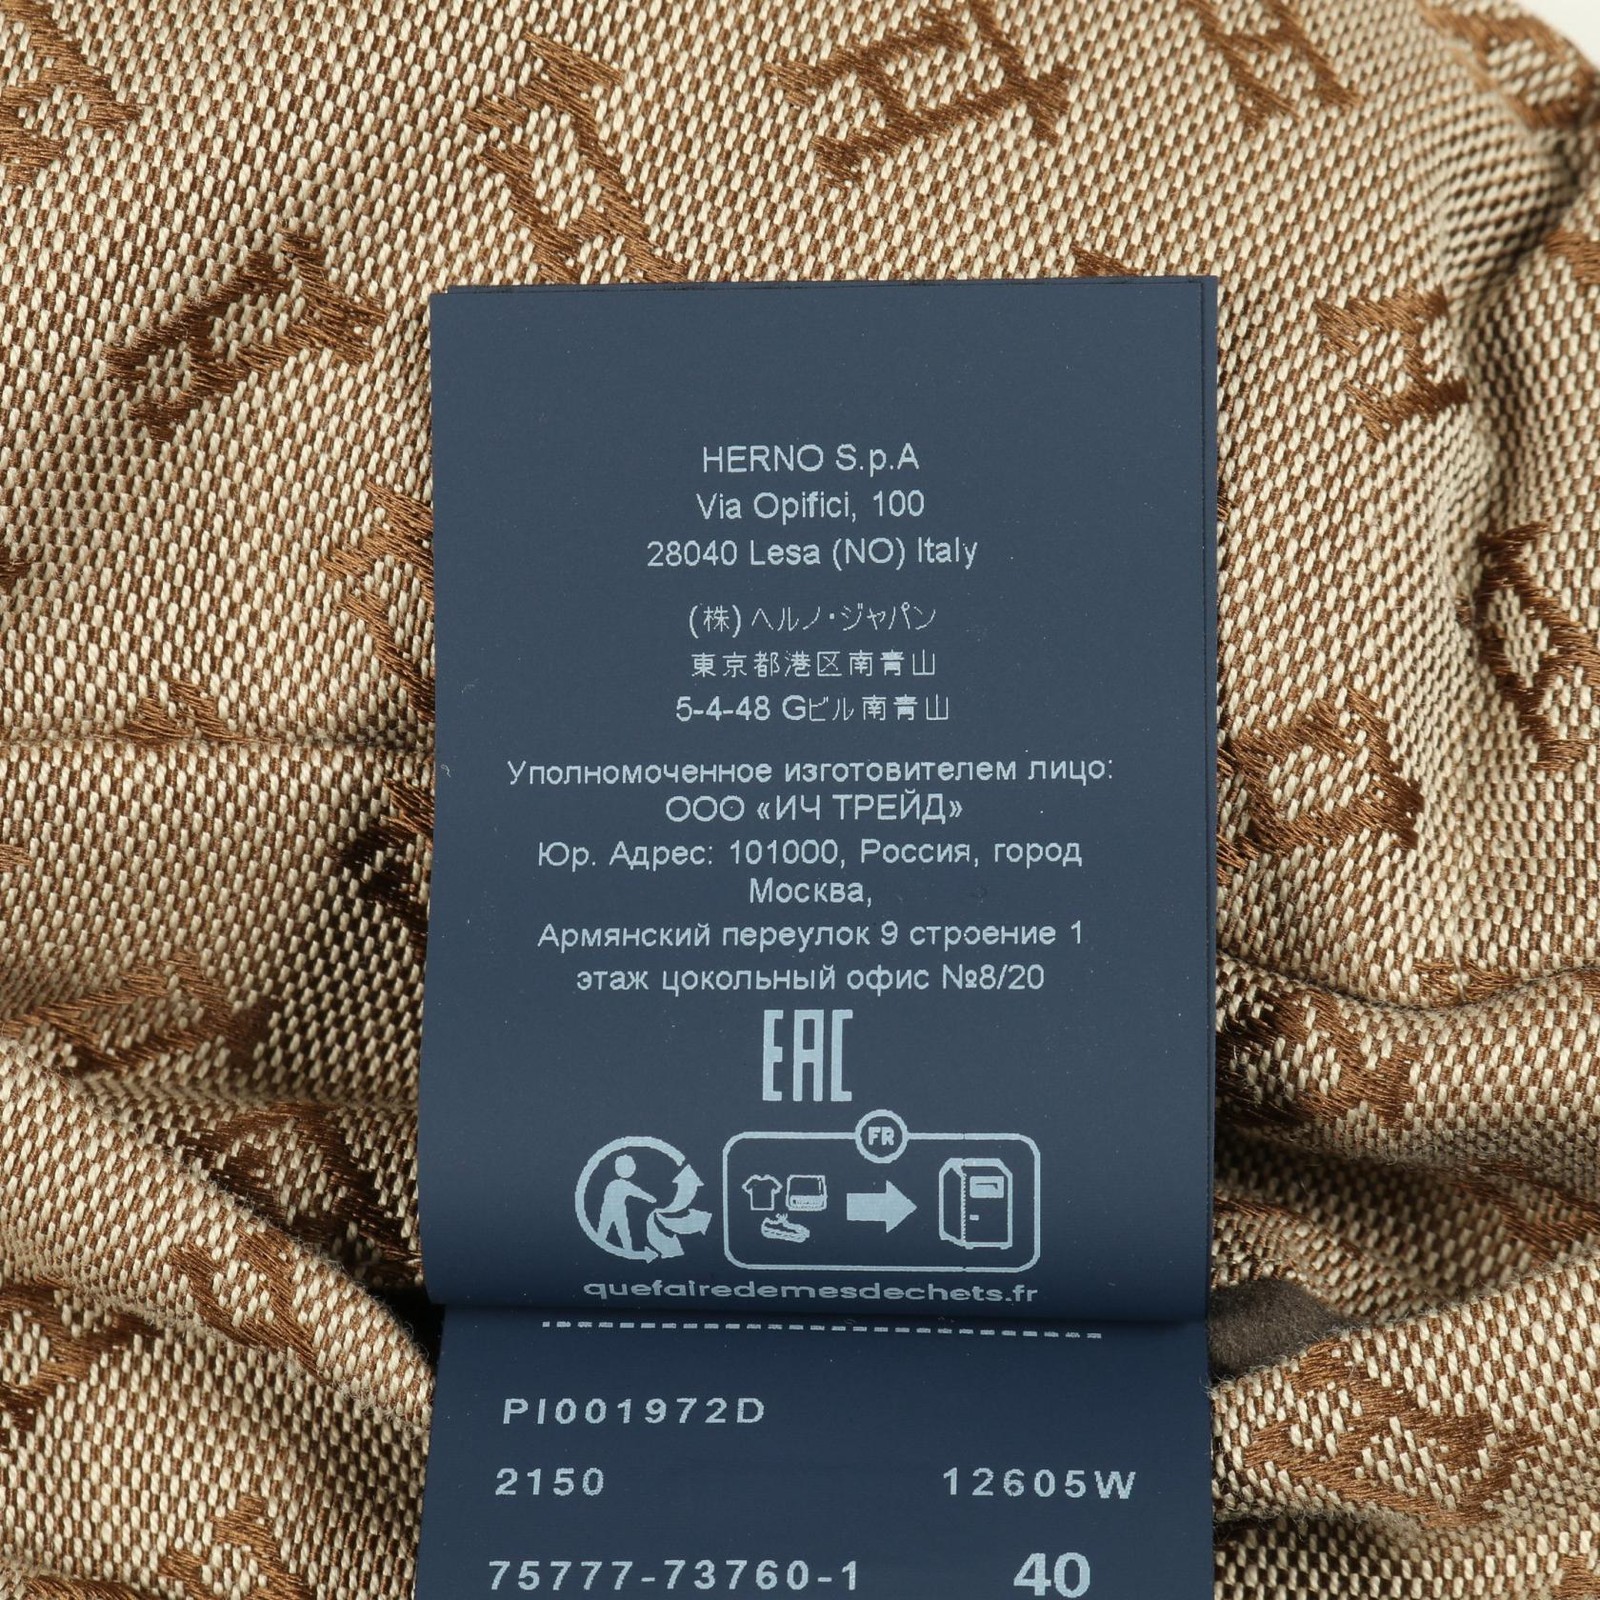 HERNO S.p.A
Via Opifici, 100
28040 Lesa (NO) Italy
(株) ヘルノ・ジャパン
東京都港区南青山
5-4-48 Gビル南青山
Уполномоченное изготовителем лицо:
ООО «ИЧ ТРЕЙД»
Юр. Адрес: 101000, Россия, город
Москва,
Армянский переулок 9 строение 1
этаж цокольный офис №8/20
EAC
FR
quefairedemesdechets.fr
PI001972D
2150 12605W
75777-73760-1 40